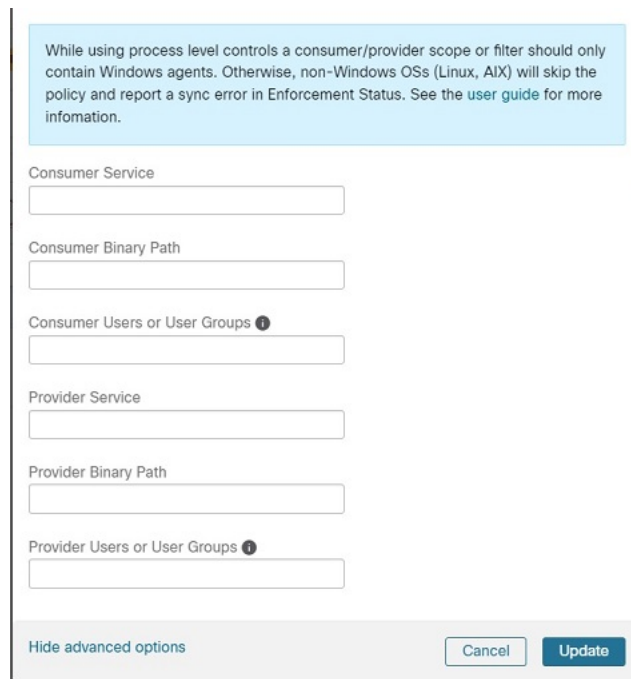 While using process level controls a consumer/provider scope or filter should only
contain Windows agents. Otherwise, non-Windows OSs (Linux, AIX) will skip the
policy and report a sync error in Enforcement Status. See the user guide for more
infomation.
Consumer Service
Consumer Binary Path
Consumer Users or User Groups
Provider Service
Provider Binary Path
Provider Users or User Groups
Hide advanced options
Cancel
Update